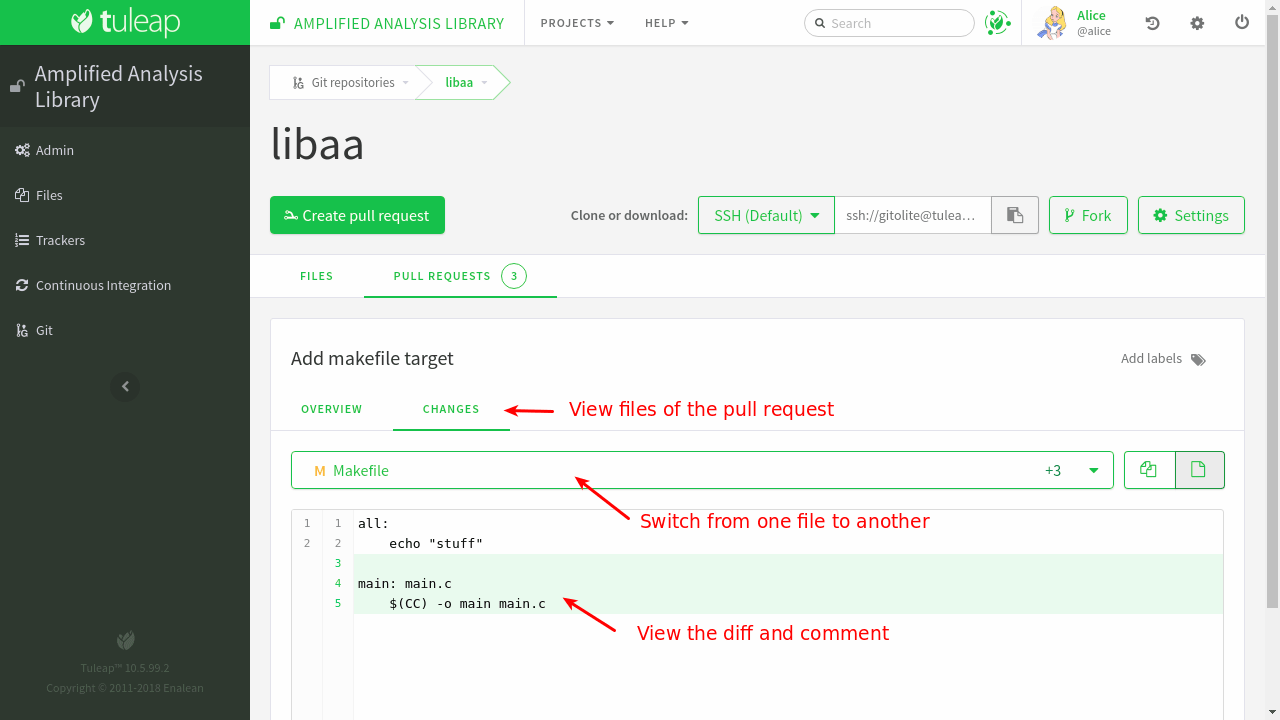 tuleap
AMPLIFIED ANALYSIS LIBRARY
PROJECTS
HELP
Search
Alice
@alice
Amplified Analysis
Library
Admin
Files
Trackers
Continuous Integration
Git
Tuleap™ 10.5.99.2
Copyright © 2011-2018 Enalean
Git repositories
libaa
libaa
Create pull request
Clone or download:
SSH (Default)
ssh://gitolite@tulea…
Fork
Settings
FILES
PULL REQUESTS 3
Add makefile target
Add labels
OVERVIEW
CHANGES
View files of the pull request
M Makefile
+3
Switch from one file to another
1 1 all:
2 2 echo "stuff"
3
4 main: main.c
5 $(CC) -o main main.c
View the diff and comment